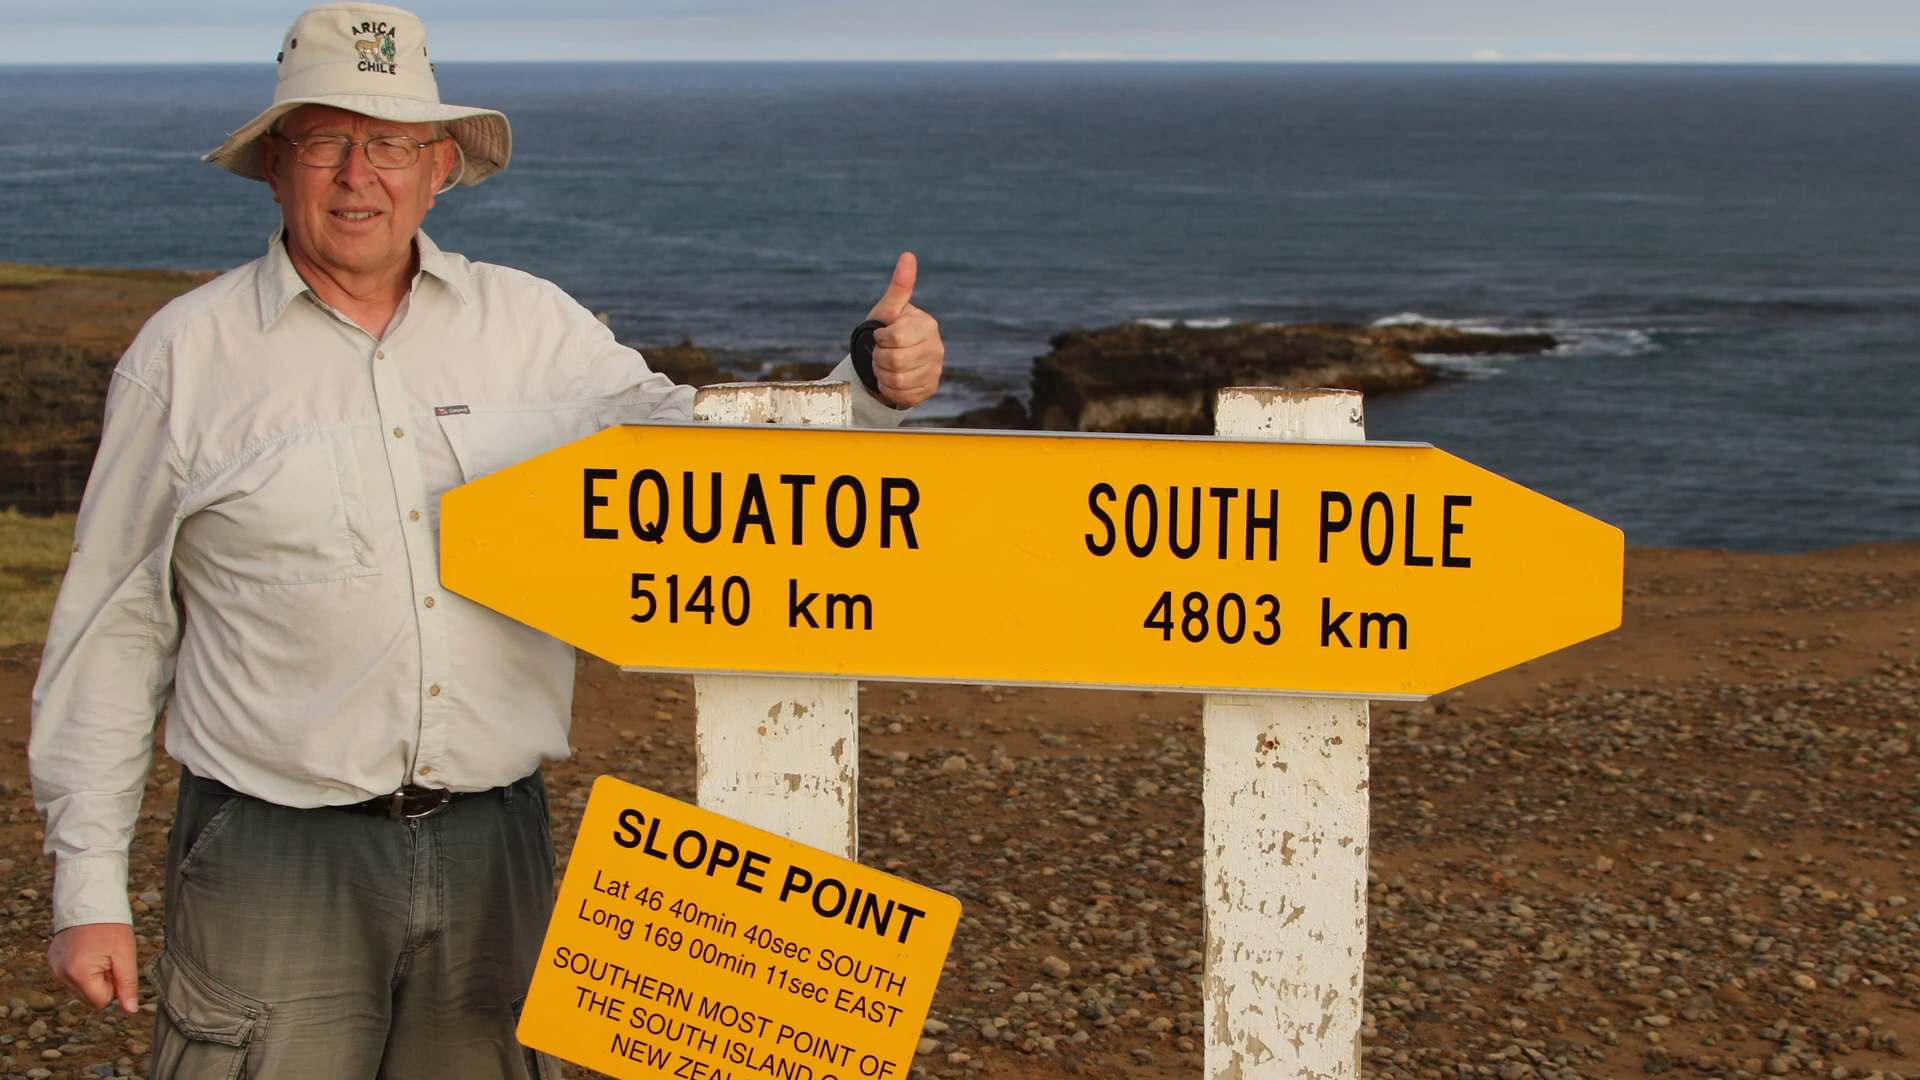 ARICA
CHILE
EQUATOR
5140 km
SOUTH POLE
4803 km
SLOPE POINT
Lat 46 40min 40sec SOUTH
Long 169 00min 11sec EAST
SOUTHERN MOST POINT OF
THE SOUTH ISLAND
NEW